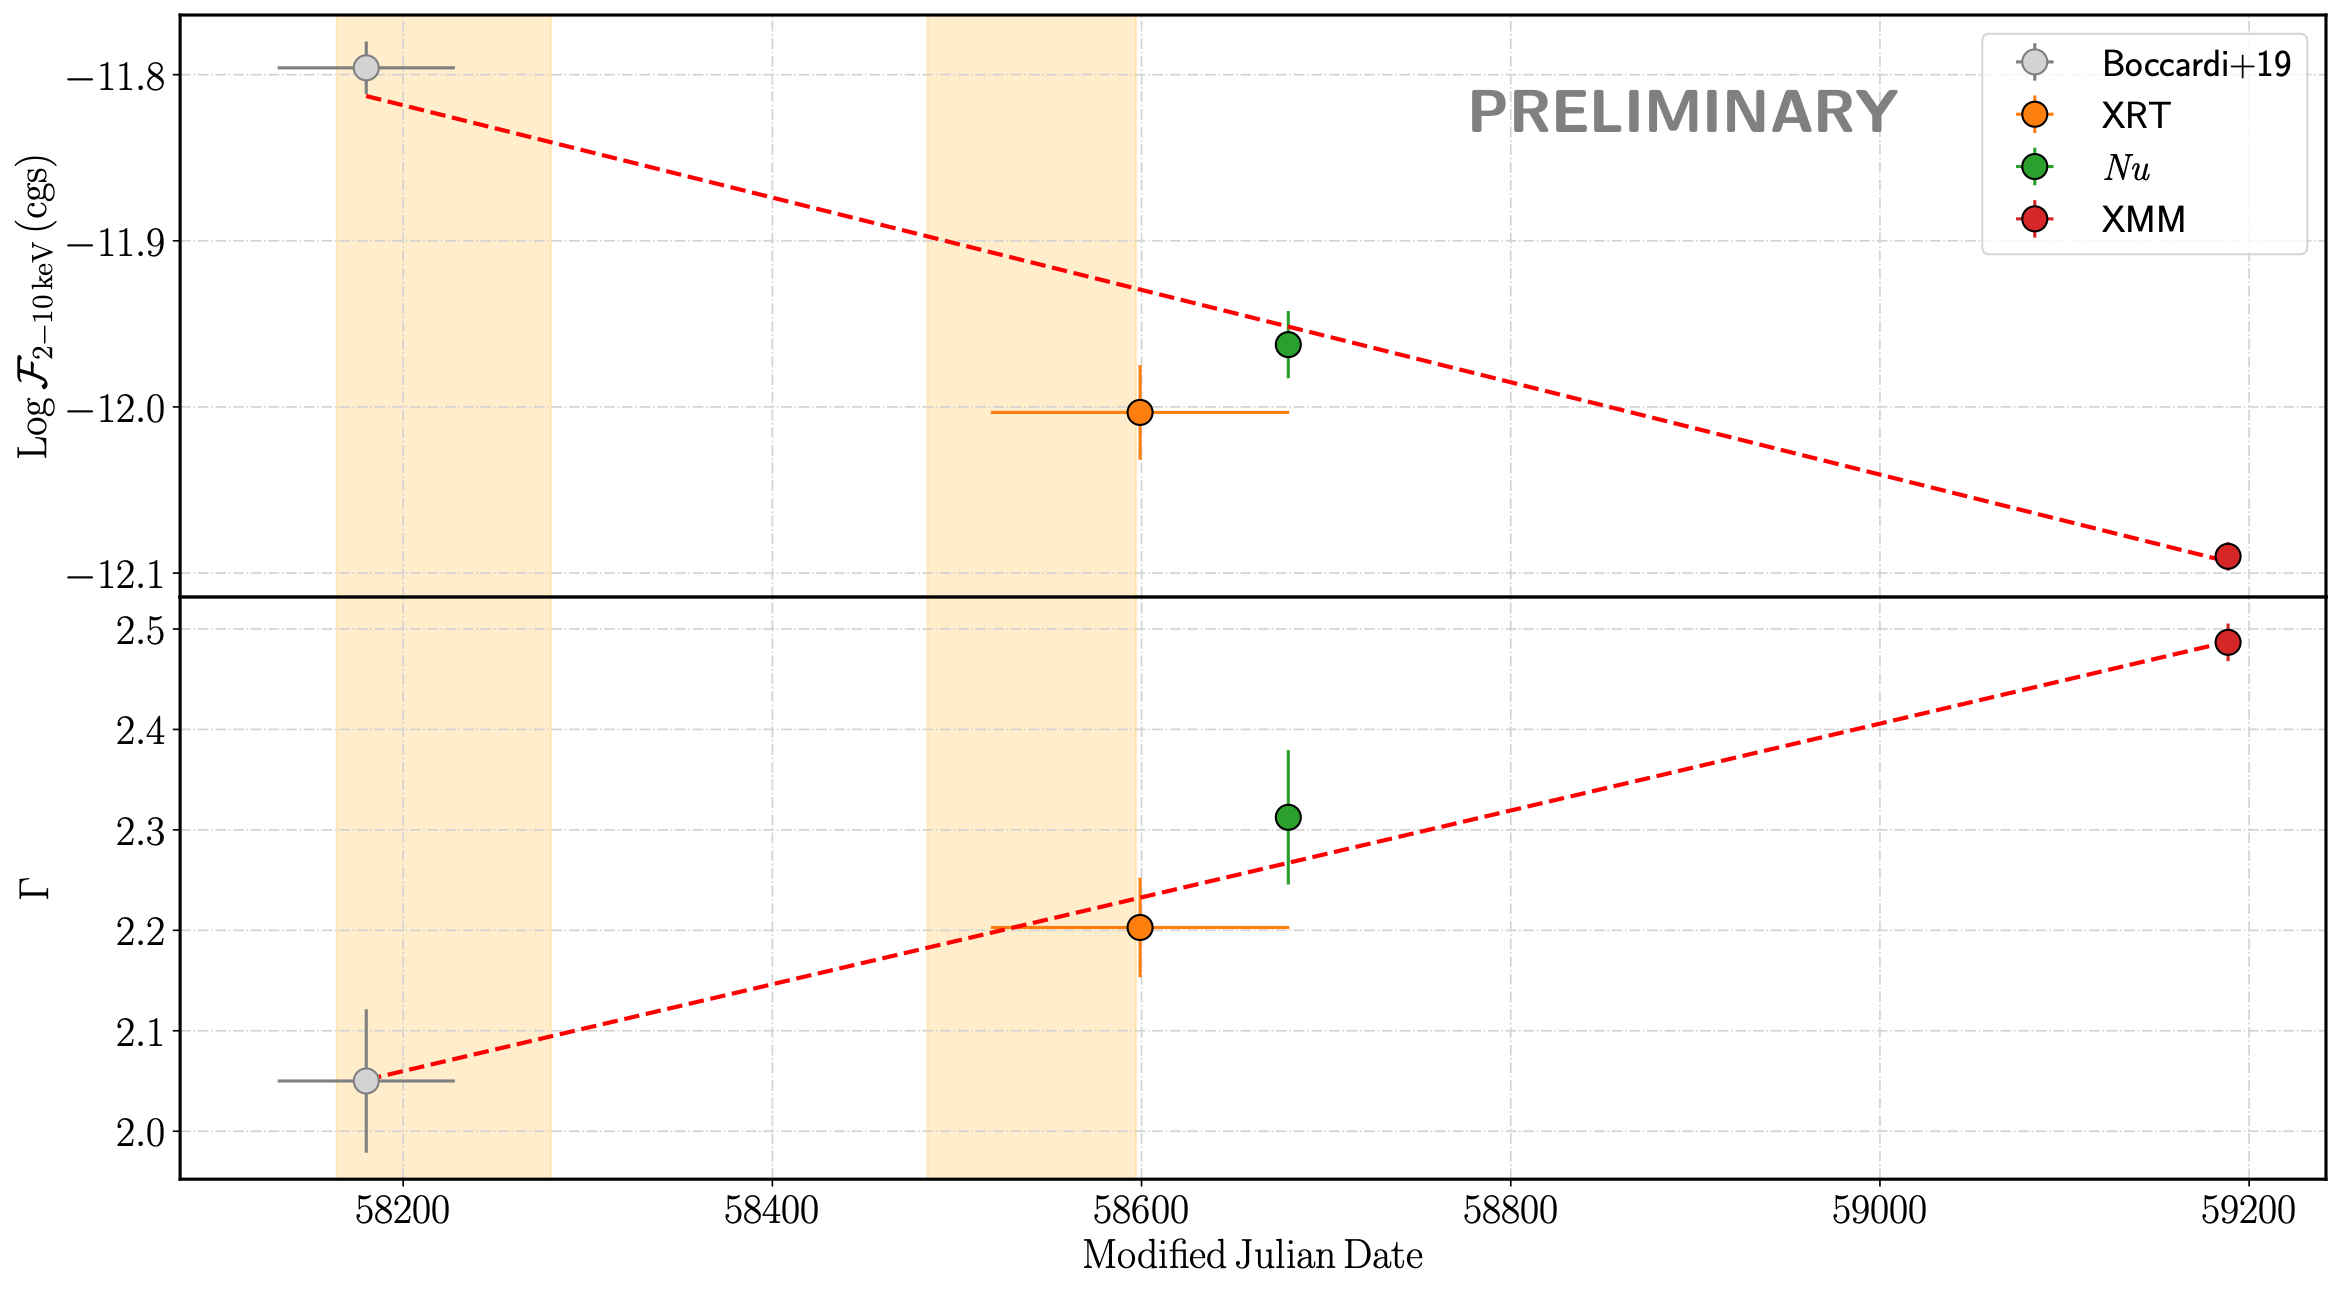 −11.8
−11.9
−12.0
−12.1
Log 𝓕2−10 keV (cgs)
PRELIMINARY
Boccardi+19
XRT
Nu
XMM
2.5
2.4
2.3
2.2
2.1
2.0
Γ
58200 58400 58600 58800 59000 59200
Modified Julian Date